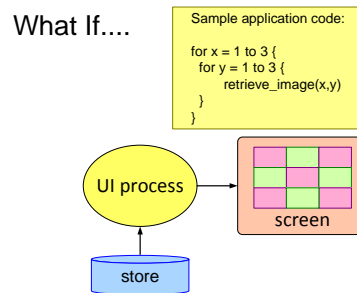 What If....
Sample application code:
for x = 1 to 3 {
for y = 1 to 3 {
retrieve_image(x,y)
}
}
UI process
screen
store